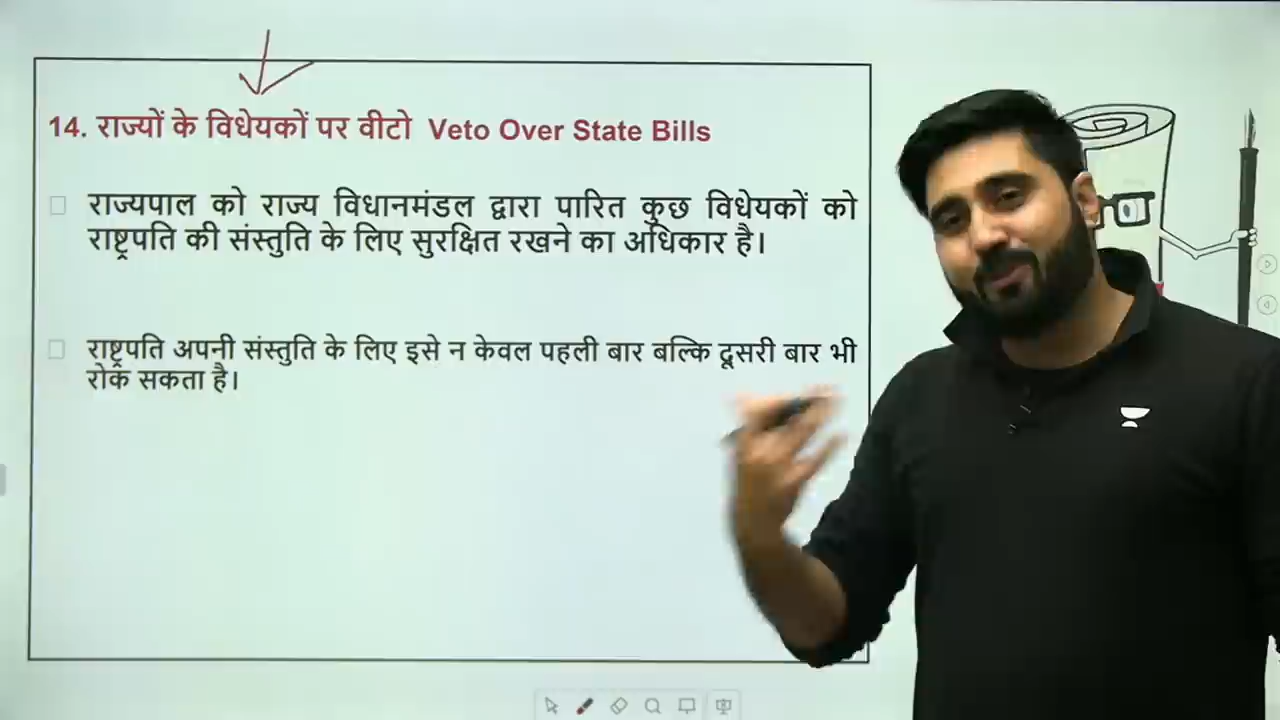 14. राज्यों के विधेयकों पर वीटो Veto Over State Bills
राज्यपाल को राज्य विधानमंडल द्वारा पारित कुछ विधेयकों को
राष्ट्रपति की संस्तुति के लिए सुरक्षित रखने का अधिकार है।
राष्ट्रपति अपनी संस्तुति के लिए इसे न केवल पहली बार बल्कि दूसरी बार भी
रोक सकता है।